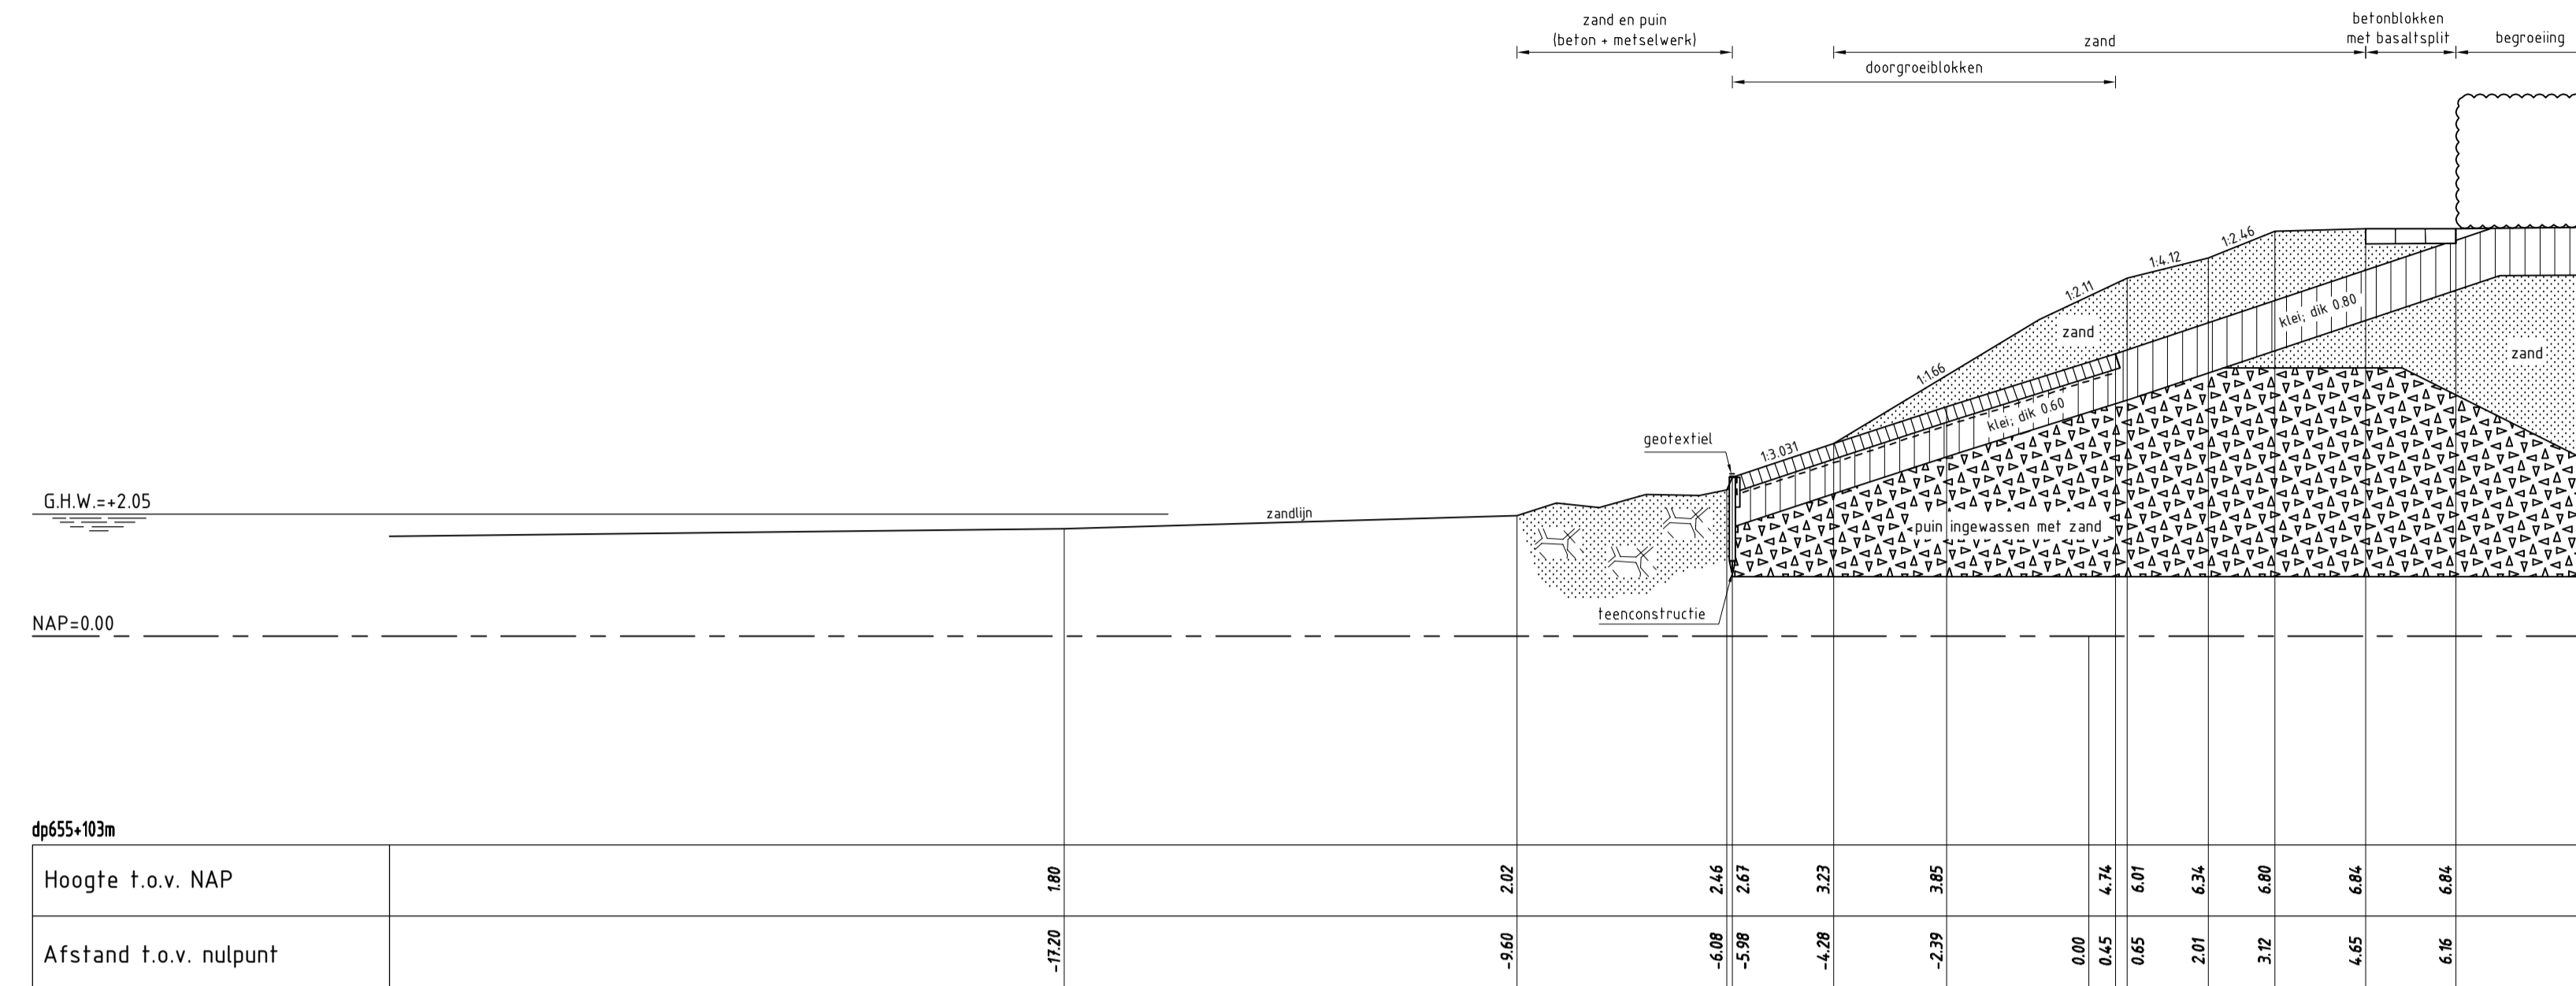 zand en puin
(beton + metselwerk)
zand
betonblokken
met basaltsplit
begroeiing
doorgroeiblokken
1:2.46
1:4.12
1:2.11
klei; dik 0.80
zand
zand
1:1.66
klei; dik 0.60
geotextiel
1:3.031
G.H.W.=+2.05
zandlijn
puin ingewassen met zand
teenconstructie
NAP=0.00
dp655+103m
Hoogte t.o.v. NAP 1.80 2.02 2.46 2.67 3.23 3.85 4.74 6.01 6.34 6.80 6.84 6.84
Afstand t.o.v. nulpunt -17.20 -9.60 -6.08 -5.98 -4.28 -2.39 0.00 0.45 0.65 2.01 3.12 4.65 6.16